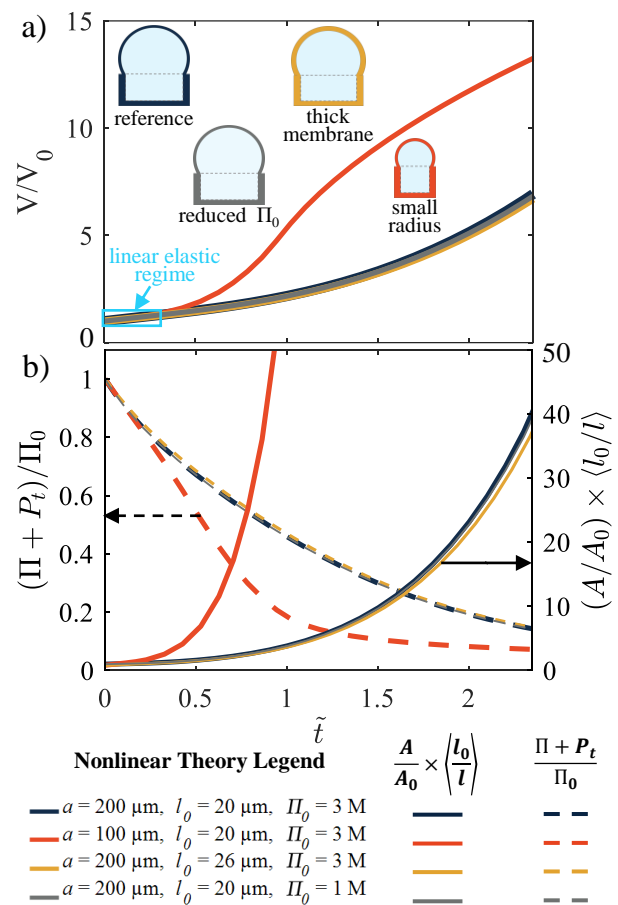 a)
15
10
5
0
V/V₀
reference
thick
membrane
reduced Π₀
small
radius
linear elastic
regime
b)
1
0.8
0.6
0.4
0.2
0
50
40
30
20
10
0
(Π + Pₜ)/Π₀
(A/A₀) × ⟨l₀/l⟩
0 0.5 1 1.5 2
t̃
Nonlinear Theory Legend
A/A₀ × ⟨l₀/l⟩
Π + Pₜ/Π₀
a = 200 µm, l₀ = 20 µm, Π₀ = 3 M
a = 100 µm, l₀ = 20 µm, Π₀ = 3 M
a = 200 µm, l₀ = 26 µm, Π₀ = 3 M
a = 200 µm, l₀ = 20 µm, Π₀ = 1 M